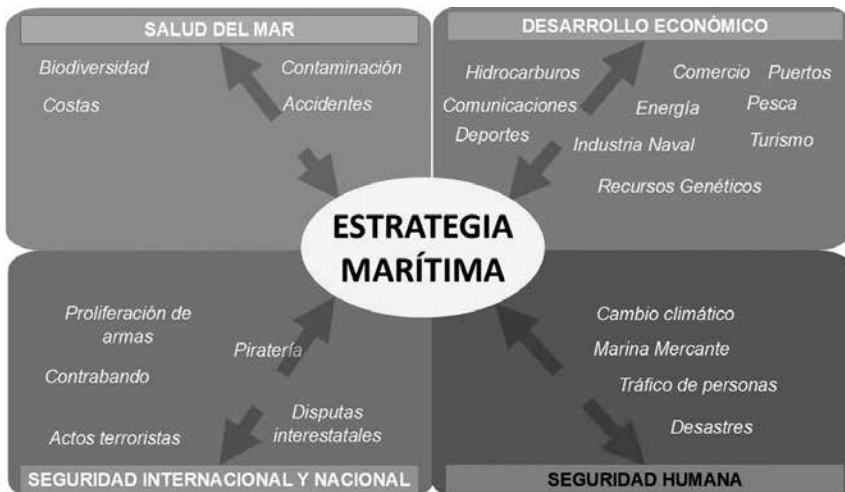 SALUD DEL MAR
Biodiversidad
Contaminación
Costas
Accidentes
DESARROLLO ECONÓMICO
Hidrocarburos
Comercio
Puertos
Comunicaciones
Energía
Pesca
Deportes
Industria Naval
Turismo
Recursos Genéticos
ESTRATEGIA
MARÍTIMA
Proliferación de
armas
Piratería
Contrabando
Disputas
interestatales
Actos terroristas
SEGURIDAD INTERNACIONAL Y NACIONAL
Cambio climático
Marina Mercante
Tráfico de personas
Desastres
SEGURIDAD HUMANA